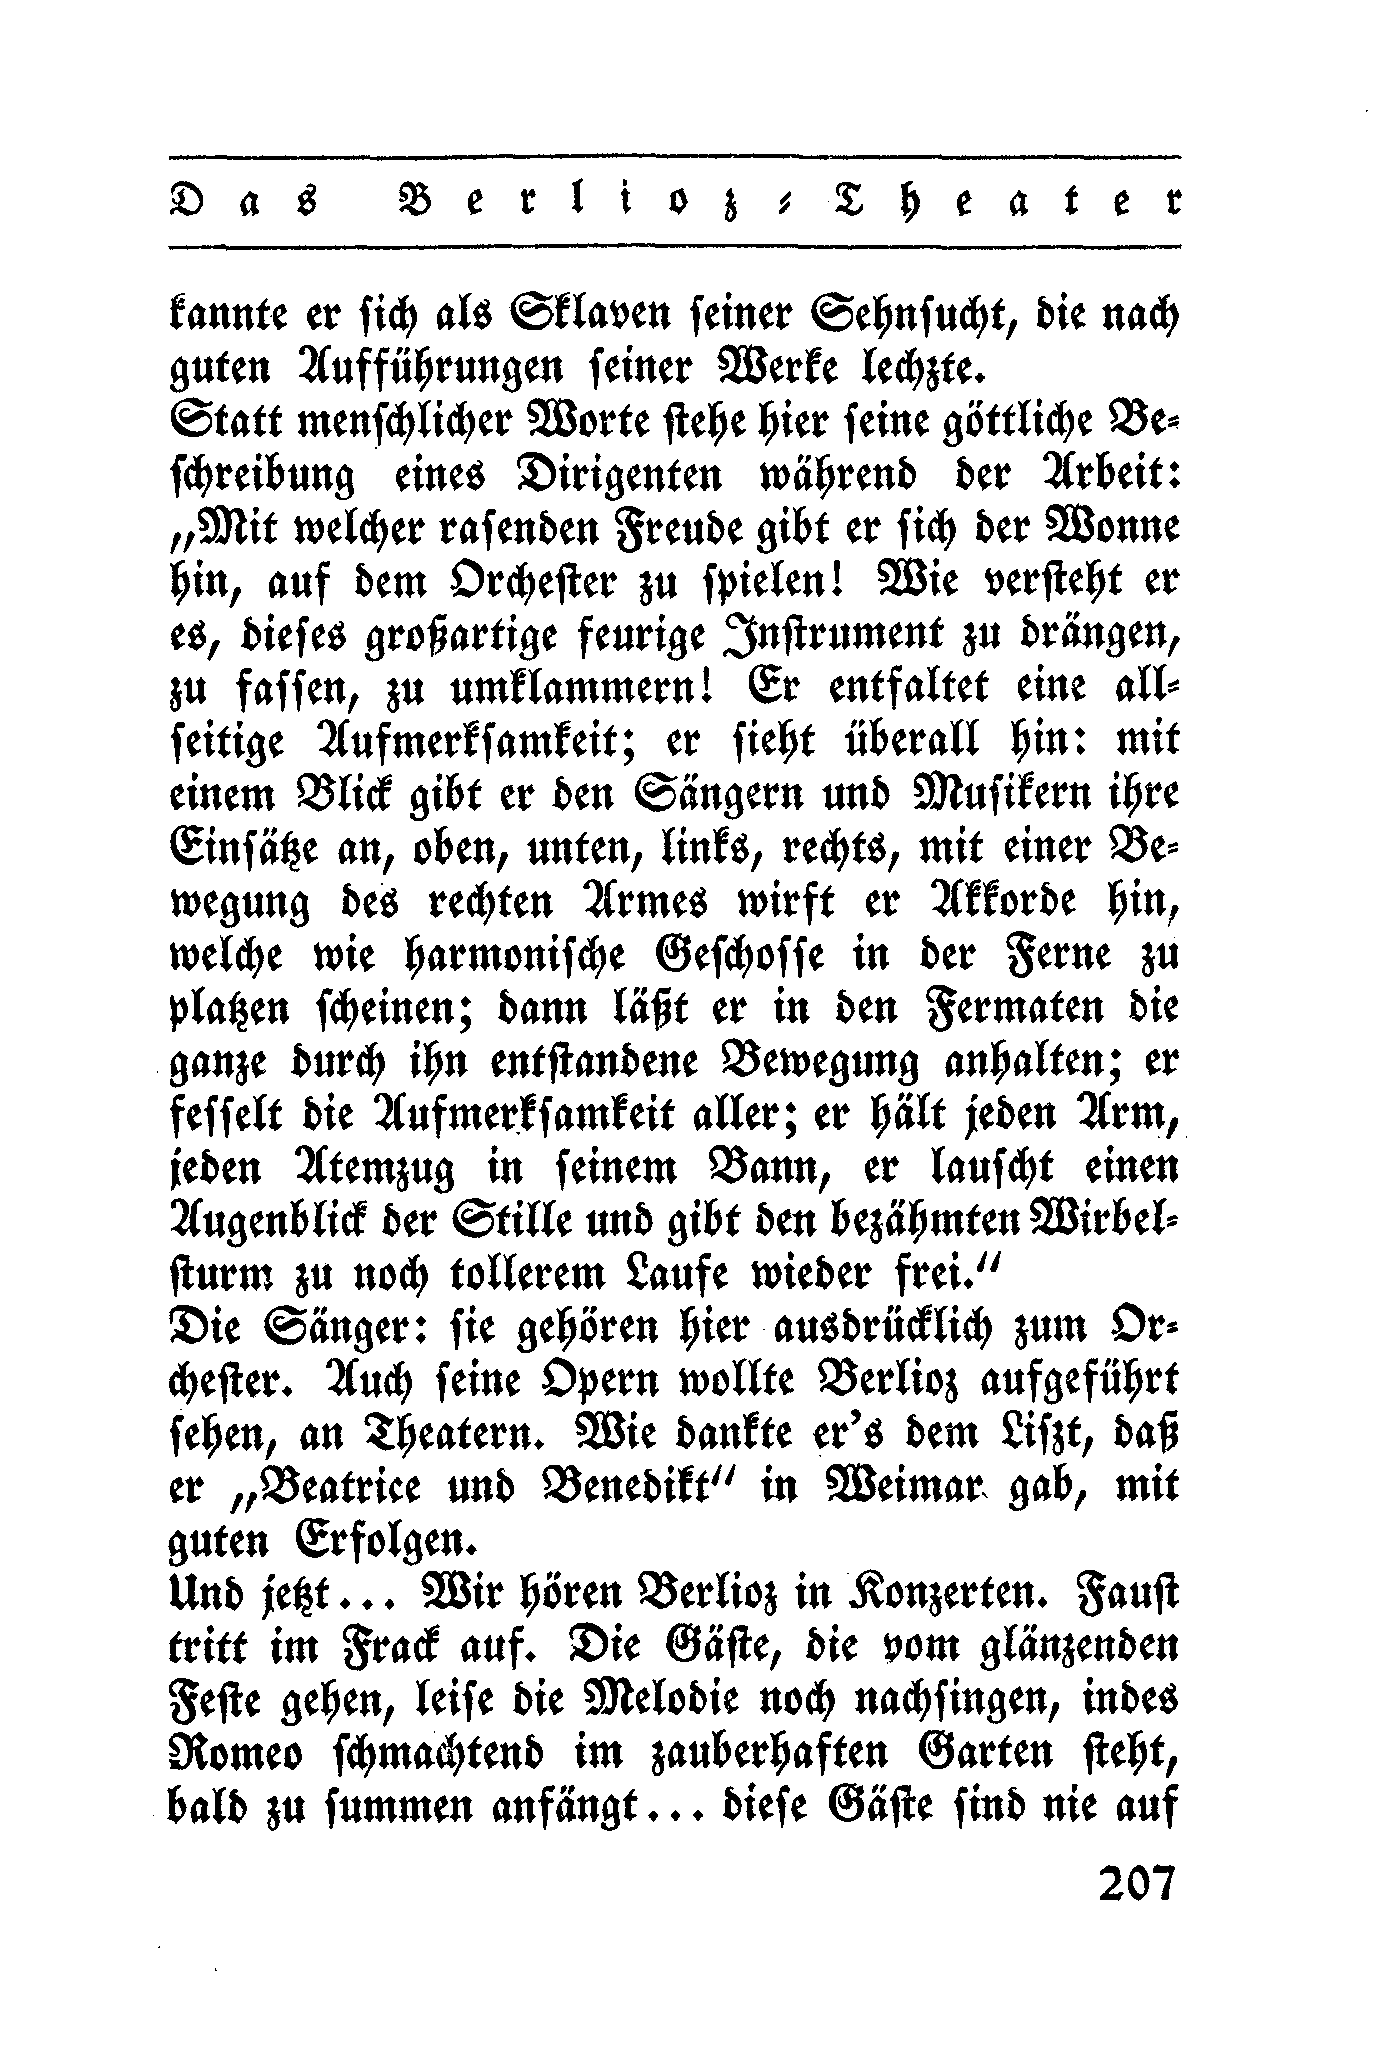 Das Berlioz-Theater
kannte er sich als Sklaven seiner Sehnsucht, die nach
guten Aufführungen seiner Werke lechzte.
Statt menschlicher Worte stehe hier seine göttliche Be-
schreibung eines Dirigenten während der Arbeit:
„Mit welcher rasenden Freude gibt er sich der Wonne
hin, auf dem Orchester zu spielen! Wie versteht er
es, dieses großartige feurige Instrument zu drängen,
zu fassen, zu umklammern! Er entfaltet eine all-
seitige Aufmerksamkeit; er sieht überall hin: mit
einem Blick gibt er den Sängern und Musikern ihre
Einsätze an, oben, unten, links, rechts, mit einer Be-
wegung des rechten Armes wirft er Akkorde hin,
welche wie harmonische Geschosse in der Ferne zu
platzen scheinen; dann läßt er in den Fermaten die
ganze durch ihn entstandene Bewegung anhalten; er
fesselt die Aufmerksamkeit aller; er hält jeden Arm,
jeden Atemzug in seinem Bann, er lauscht einen
Augenblick der Stille und gibt den bezähmten Wirbel-
sturm zu noch tollerem Laufe wieder frei.“
Die Sänger: sie gehören hier ausdrücklich zum Or-
chester. Auch seine Opern wollte Berlioz aufgeführt
sehen, an Theatern. Wie dankte er's dem Liszt, daß
er „Beatrice und Benedikt“ in Weimar gab, mit
guten Erfolgen.
Und jetzt... Wir hören Berlioz in Konzerten. Faust
tritt im Frack auf. Die Gäste, die vom glänzenden
Feste gehen, leise die Melodie noch nachsingen, indes
Romeo schmachtend im zauberhaften Garten steht,
bald zu summen anfängt... diese Gäste sind nie auf
207